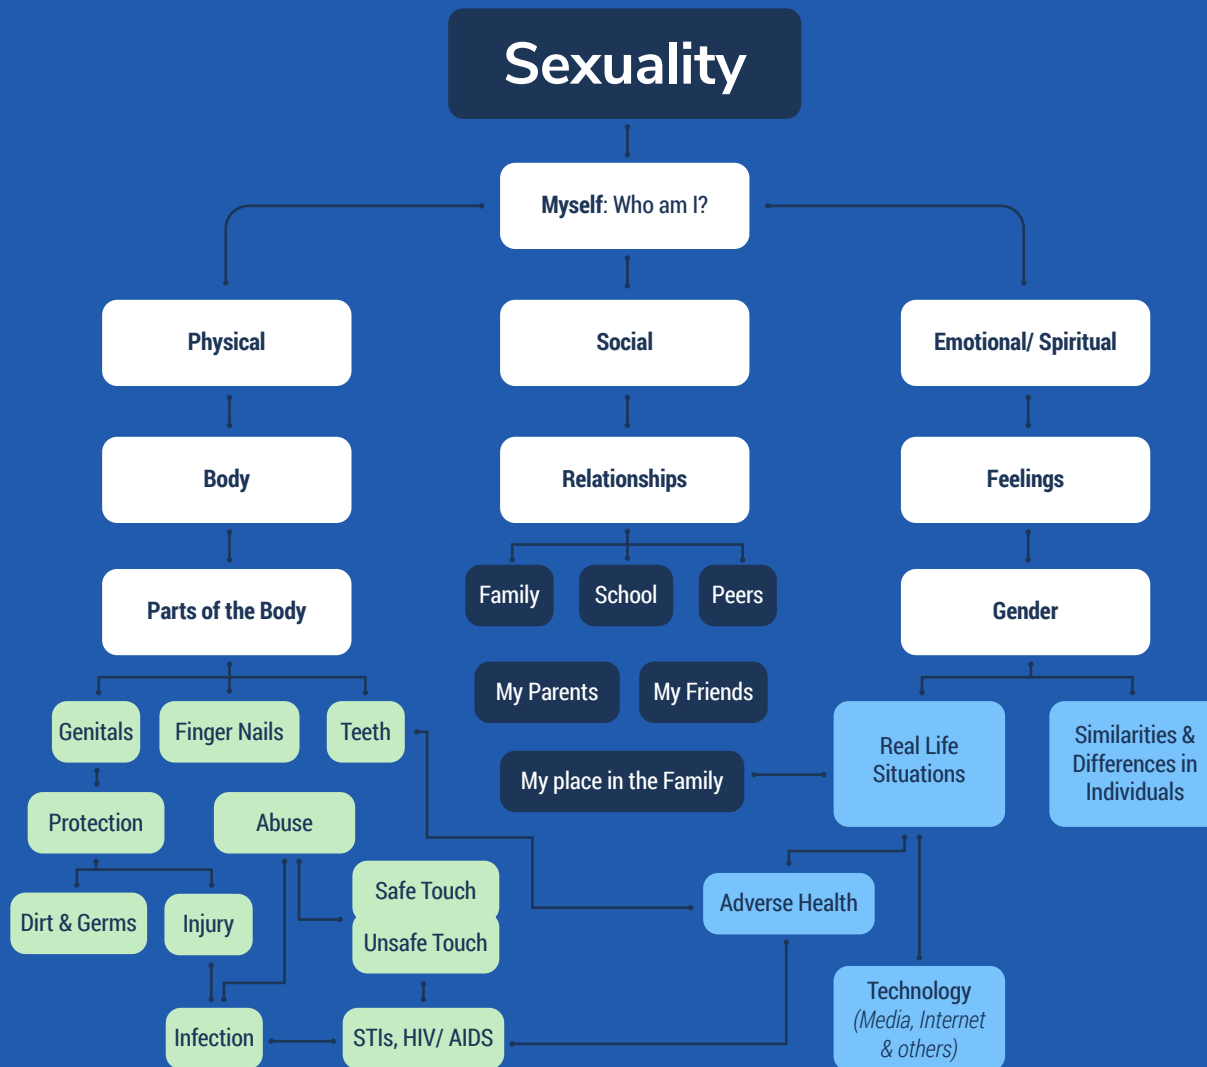 Sexuality
Myself: Who am I?
Physical
Social
Emotional/ Spiritual
Body
Relationships
Feelings
Family
School
Peers
Parts of the Body
Gender
My Parents
My Friends
Genitals
Finger Nails
Teeth
Real Life
Situations
Similarities &
Differences in
Individuals
My place in the Family
Protection
Abuse
Safe Touch
Unsafe Touch
Adverse Health
Dirt & Germs
Injury
Technology
(Media, Internet
& others)
Infection
STIs, HIV/ AIDS